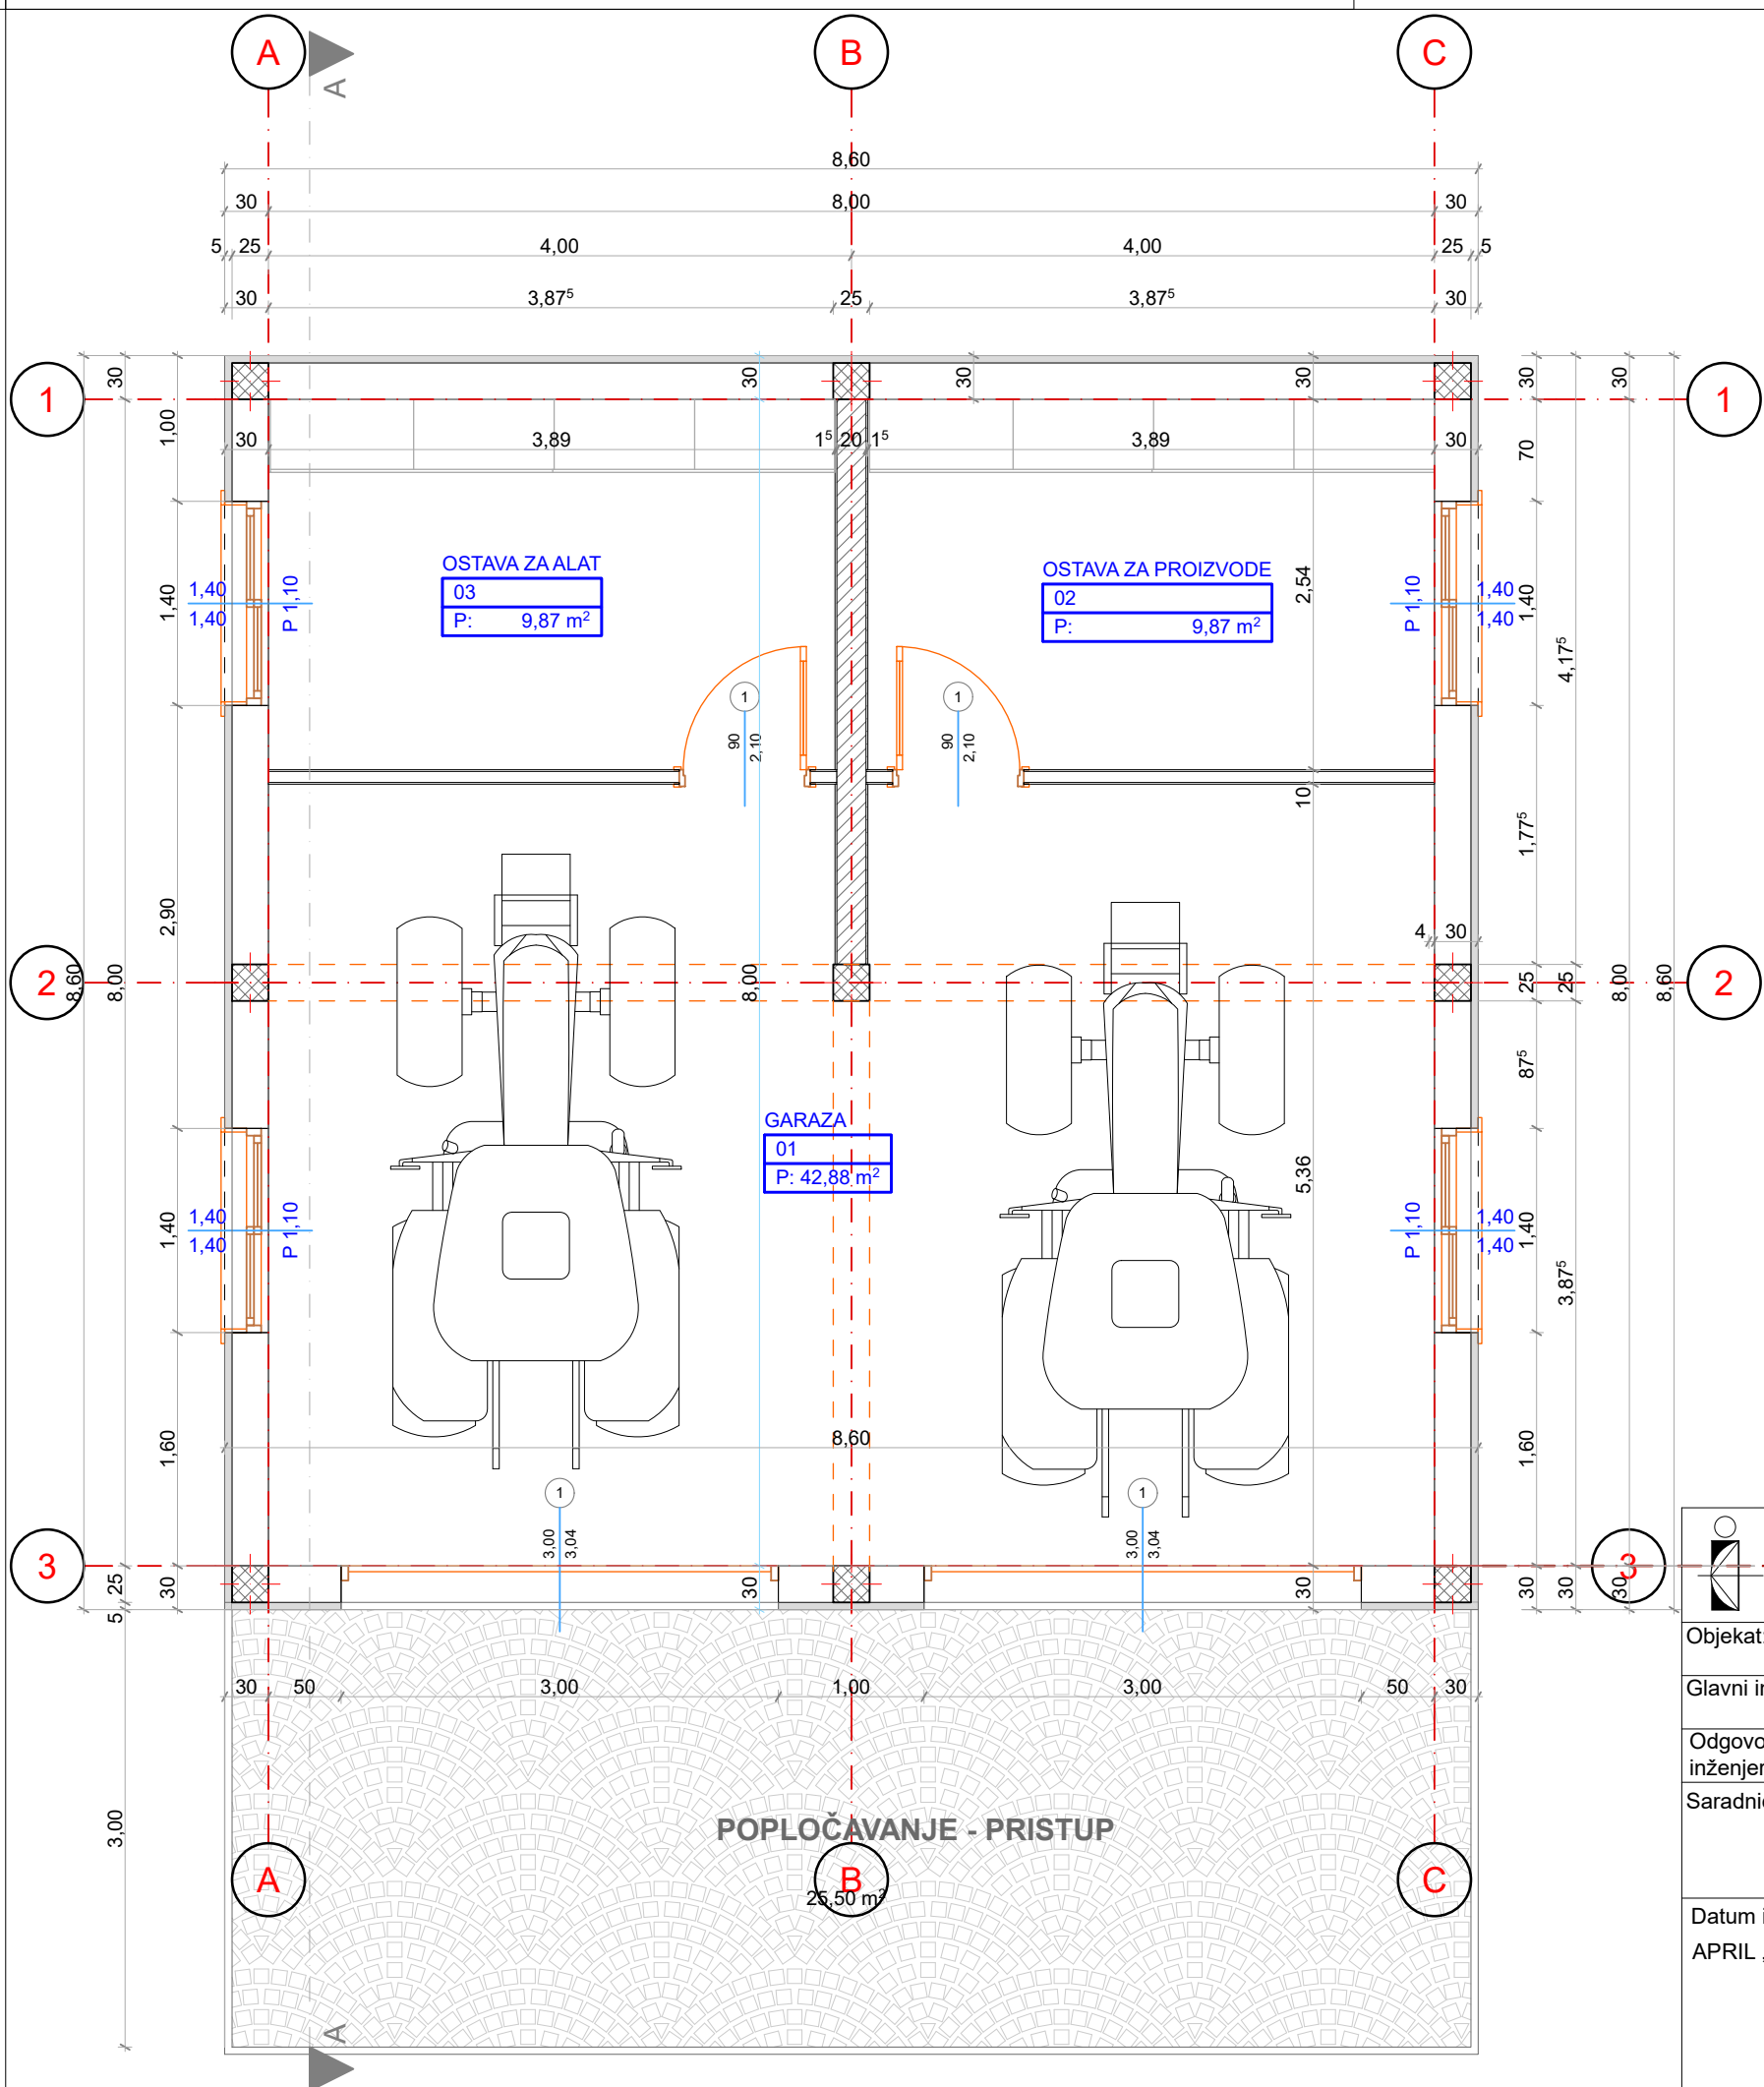 A B C
A
8,60
30 8,00 30
5 25 4,00 4,00 25 5
30 3,87⁵ 25 3,87⁵ 30
30 30 30 30 30 30
1 1
1,00 30 3,89 1⁵ 20 1⁵ 3,89 30 70
OSTAVA ZA ALAT
03
P: 9,87 m²
OSTAVA ZA PROIZVODE
02
P: 9,87 m²
1,40 1,40 P 1,10
1,40
2,54
P 1,10 1,40 1,40
1,40
4,17⁵
1 1
90 2,10 90 2,10
10
1,77⁵
2,90
4 30
2 8,60 8,00 8,00 25 25 8,00 8,60 2
87⁵
GARAZA
01
P: 42,88 m²
5,36
1,40 1,40 P 1,10
1,40
P 1,10 1,40 1,40
1,40
3,87⁵
1,60 8,60 1,60
1 1
3,00 3,04 3,00 3,04
3 3
25 30 30 30 30 30 30
5
30 50 3,00 1,00 3,00 50 30
3,00
POPLOČAVANJE - PRISTUP
A B C
25,50 m²
A
Objekat:
Glavni i
Odgovo
inženjer
Saradni
Datum i
APRIL ,